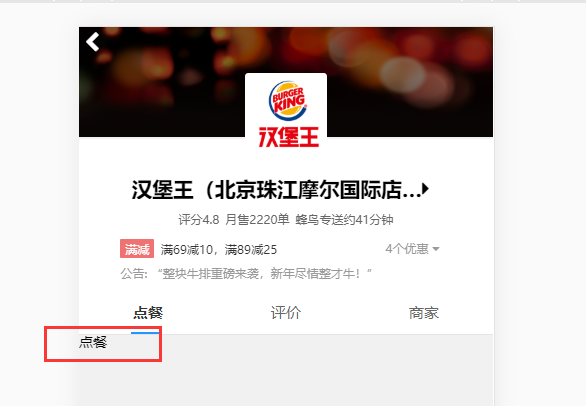 BURGER
KING
汉堡王
汉堡王（北京珠江摩尔国际店...
评分4.8 月售2220单 蜂鸟专送约41分钟
满减 满69减10，满89减25 4个优惠
公告：“整块牛排重磅来袭，新年尽情整才牛！”
点餐 评价 商家
点餐